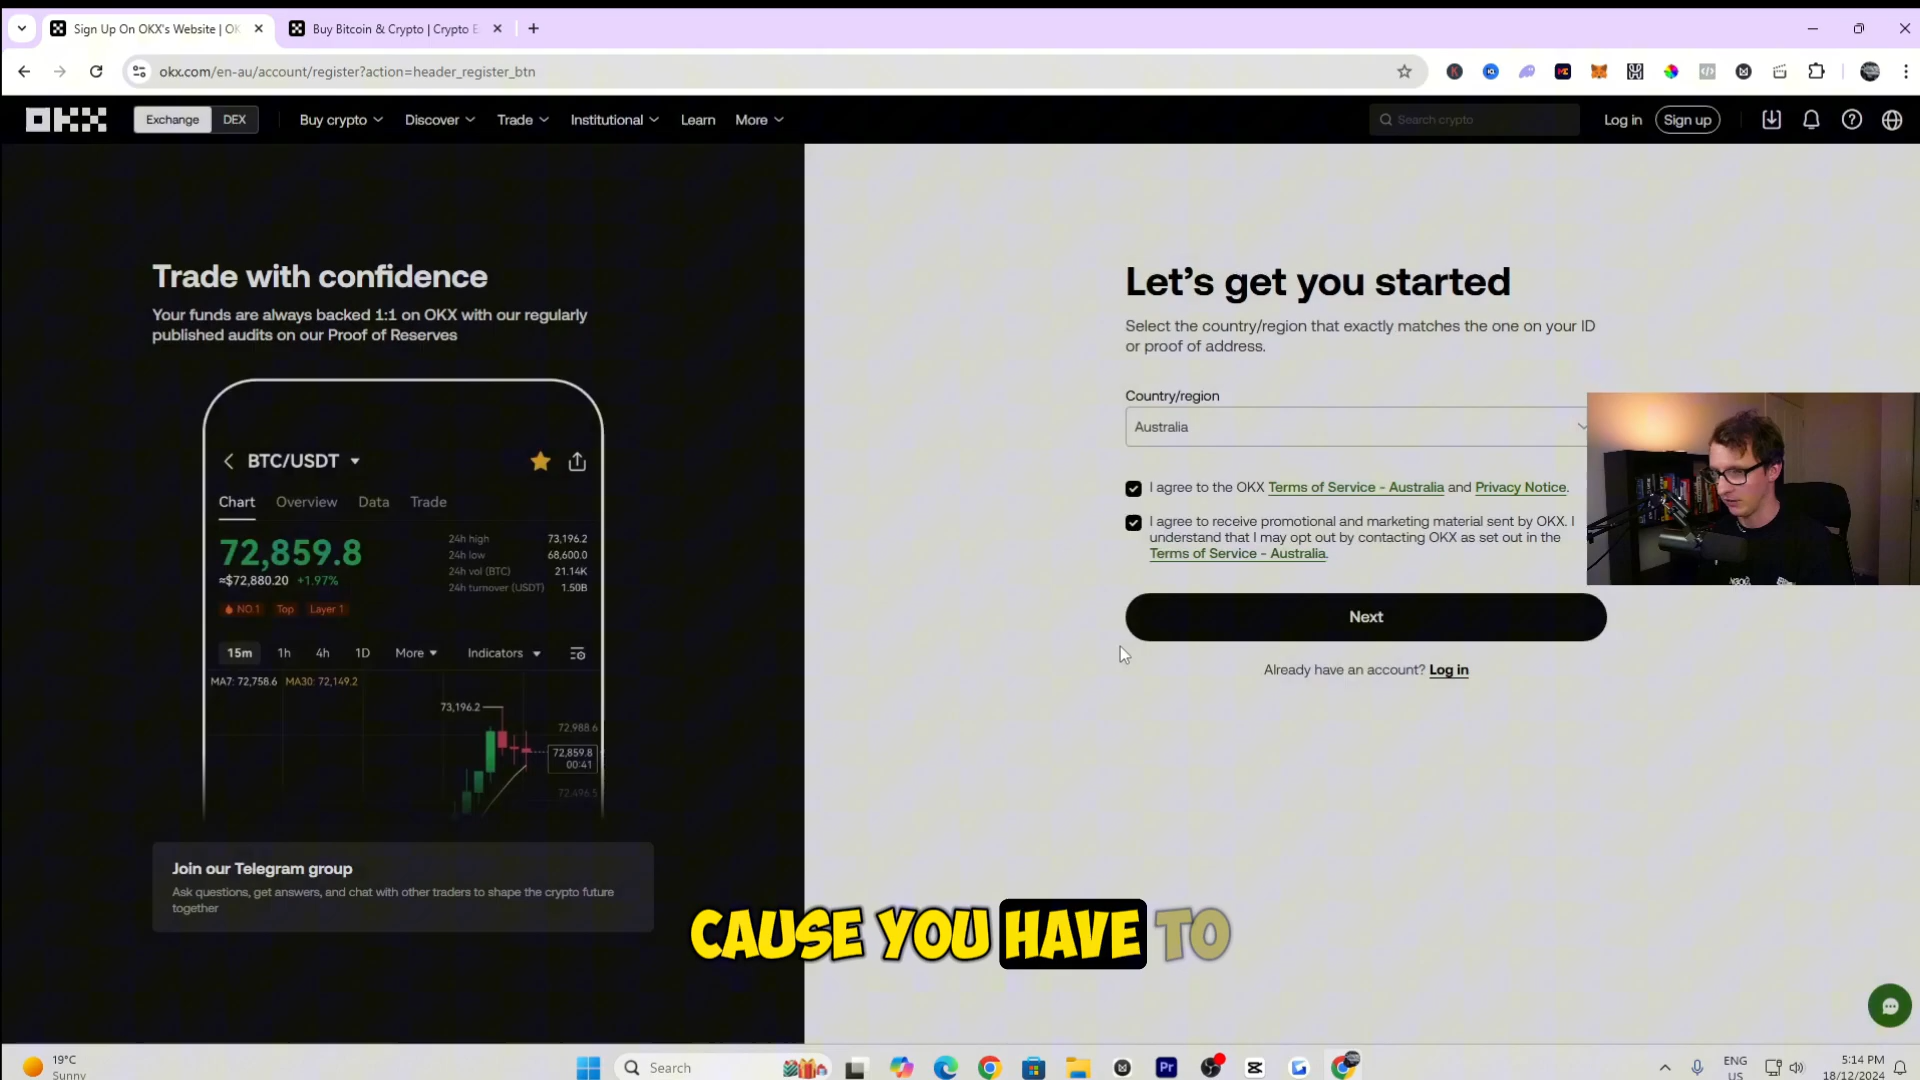 Sign Up On OKX's Website | OK
Buy Bitcoin & Crypto | Crypto E
okx.com/en-au/account/register?action=header_register_btn
OKX
Exchange
DEX
Buy crypto
Discover
Trade
Institutional
Learn
More
Search crypto
Log in
Sign up
Trade with confidence
Your funds are always backed 1:1 on OKX with our regularly
published audits on our Proof of Reserves
BTC/USDT
Chart
Overview
Data
Trade
72,859.8
≈$72,880.20 +1.97%
24h high 73,196.2
24h low 68,600.0
24h vol (BTC) 21.14K
24h turnover (USDT) 1.50B
NO.1
Top
Layer 1
15m
1h
4h
1D
More
Indicators
MA7: 72,758.6 MA30: 72,149.2
73,196.2
72,988.6
72,859.8
00:41
72,496.5
Join our Telegram group
Ask questions, get answers, and chat with other traders to shape the crypto future
together
Let's get you started
Select the country/region that exactly matches the one on your ID
or proof of address.
Country/region
Australia
I agree to the OKX Terms of Service - Australia and Privacy Notice.
I agree to receive promotional and marketing material sent by OKX. I
understand that I may opt out by contacting OKX as set out in the
Terms of Service - Australia.
Next
Already have an account? Log in
CAUSE YOU HAVE TO
19°C
Sunny
Search
Pr
ENG
US
5:14 PM
18/12/2024